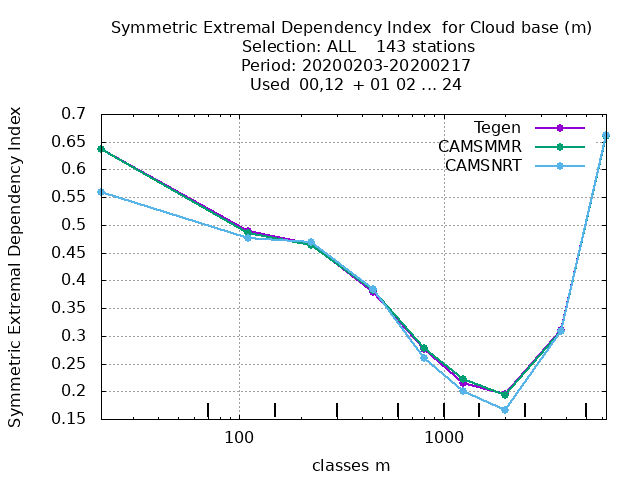 Symmetric Extremal Dependency Index  for Cloud base (m)
Selection: ALL    143 stations
Period: 20200203-20200217
Used  00,12  + 01 02 ... 24
Symmetric Extremal Dependency Index
0.7
0.65
0.6
0.55
0.5
0.45
0.4
0.35
0.3
0.25
0.2
0.15
Tegen
CAMSMMR
CAMSNRT
100
1000
classes m